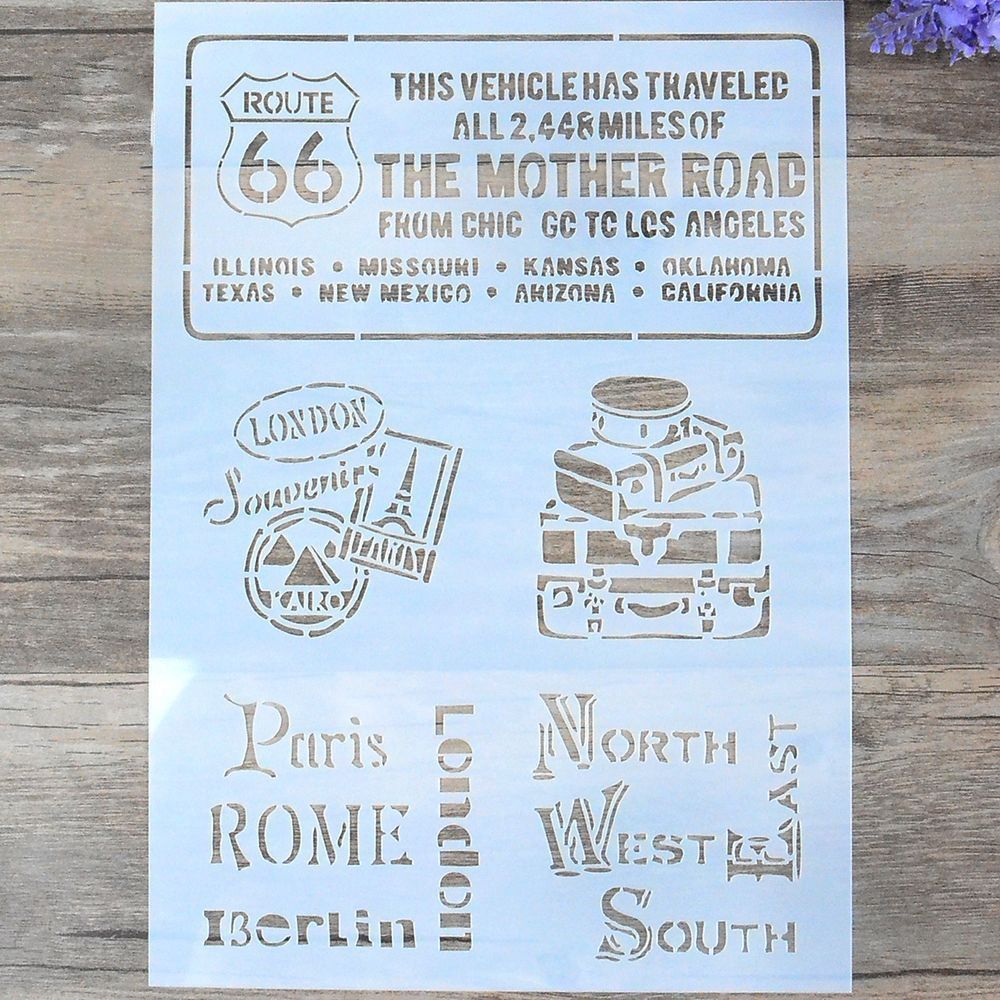 ROUTE
66
THIS VEHICLE HAS TRAVELED
ALL 2,448 MILES OF
THE MOTHER ROAD
FROM CHIC GO TO LOS ANGELES
ILLINOIS • MISSOURI • KANSAS • OKLAHOMA
TEXAS • NEW MEXICO • ARIZONA • CALIFORNIA
LONDON
Souvenir
PARIS
KAIRO
Paris
ROME
Berlin
London
NORTH
WEST
EAST
SOUTH